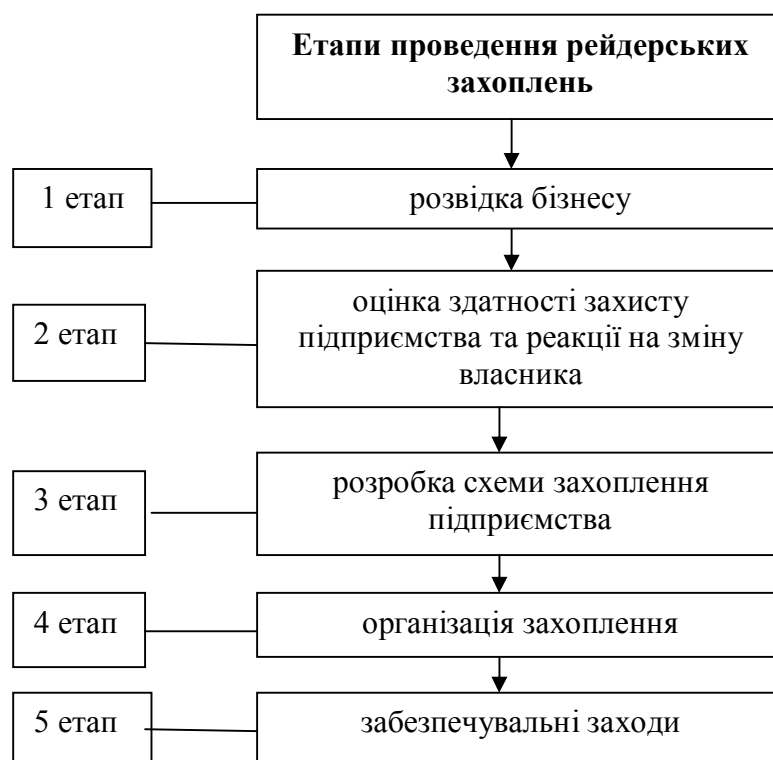 Етапи проведення рейдерських
захоплень
1 етап
розвідка бізнесу
2 етап
оцінка здатності захисту
підприємства та реакції на зміну
власника
3 етап
розробка схеми захоплення
підприємства
4 етап
організація захоплення
5 етап
забезпечувальні заходи